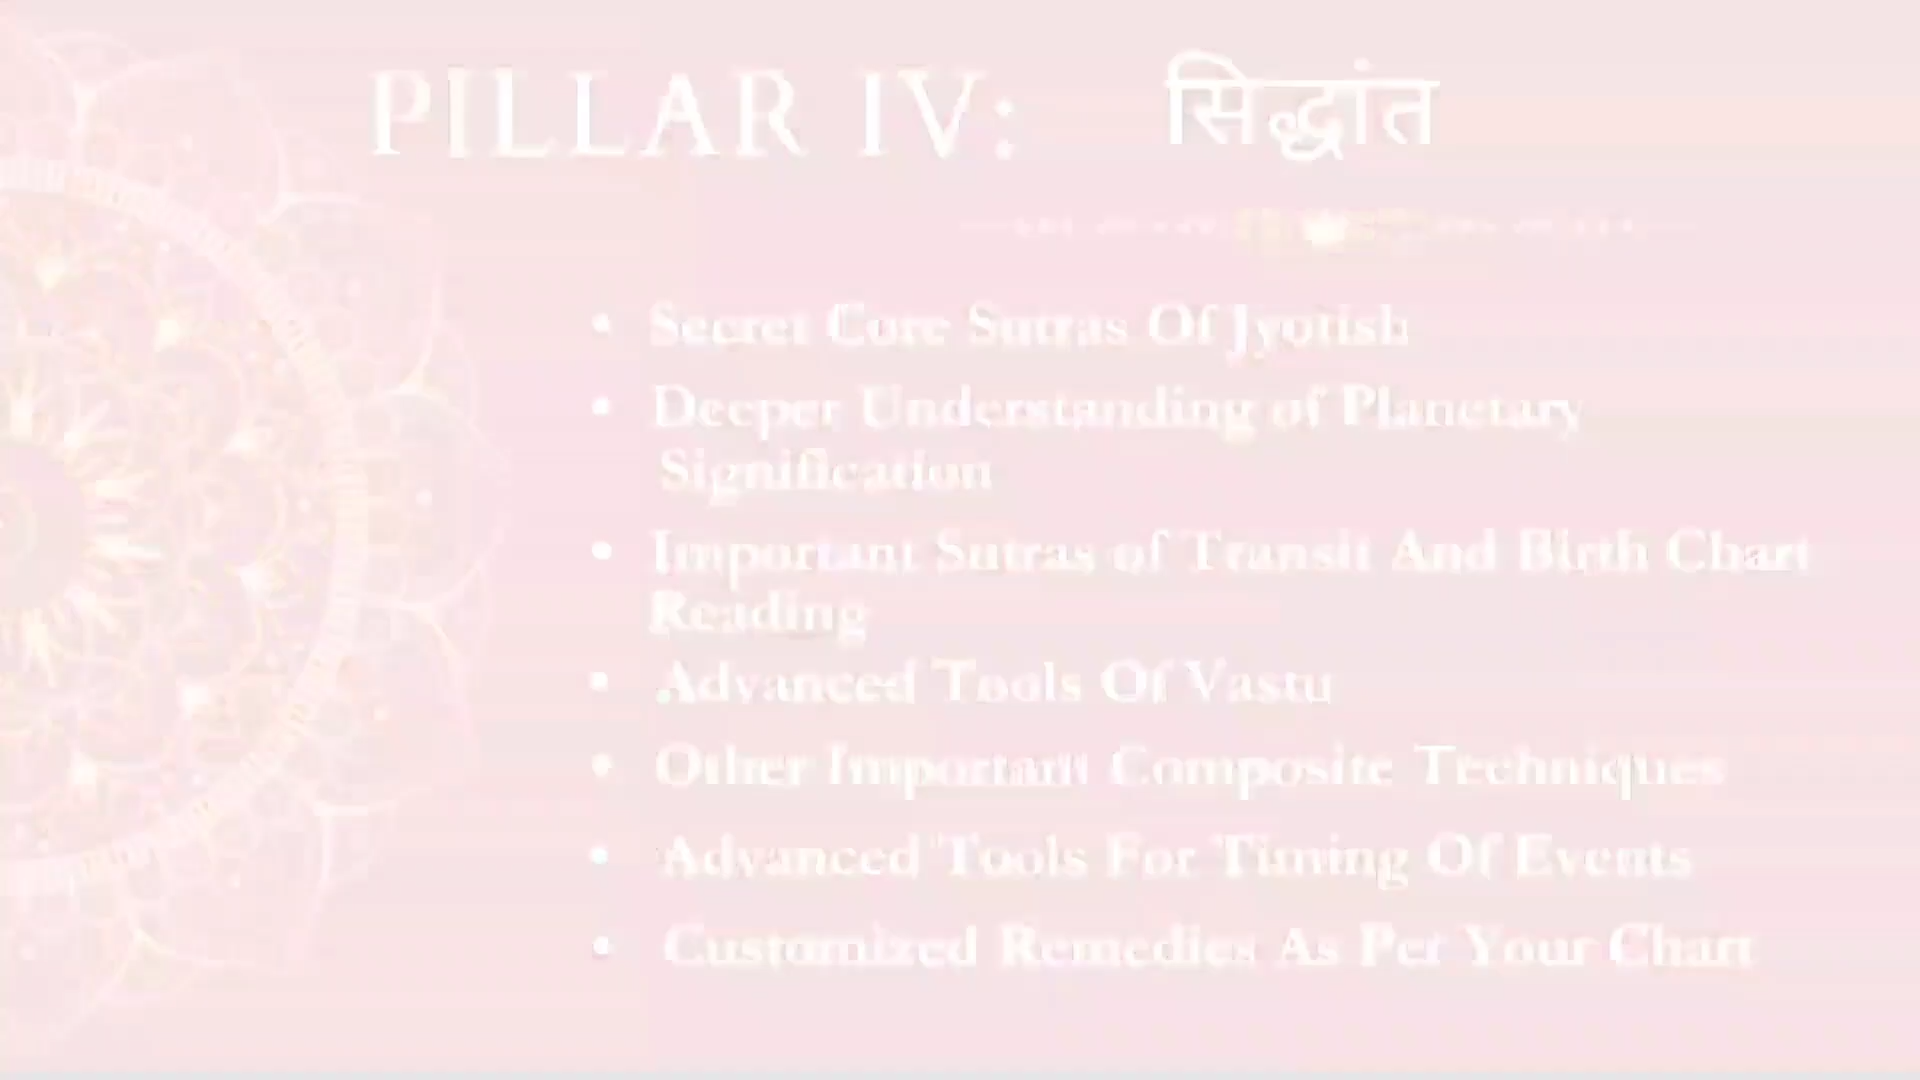 PILLAR IV: सिद्धांत
• Secret Core Sutras Of Jyotish
• Deeper Understanding of Planetary
Signification
• Important Sutras of Transit And Birth Chart
Reading
• Advanced Tools Of Vastu
• Other Important Composite Techniques
• Advanced Tools For Timing Of Events
• Customized Remedies As Per Your Chart